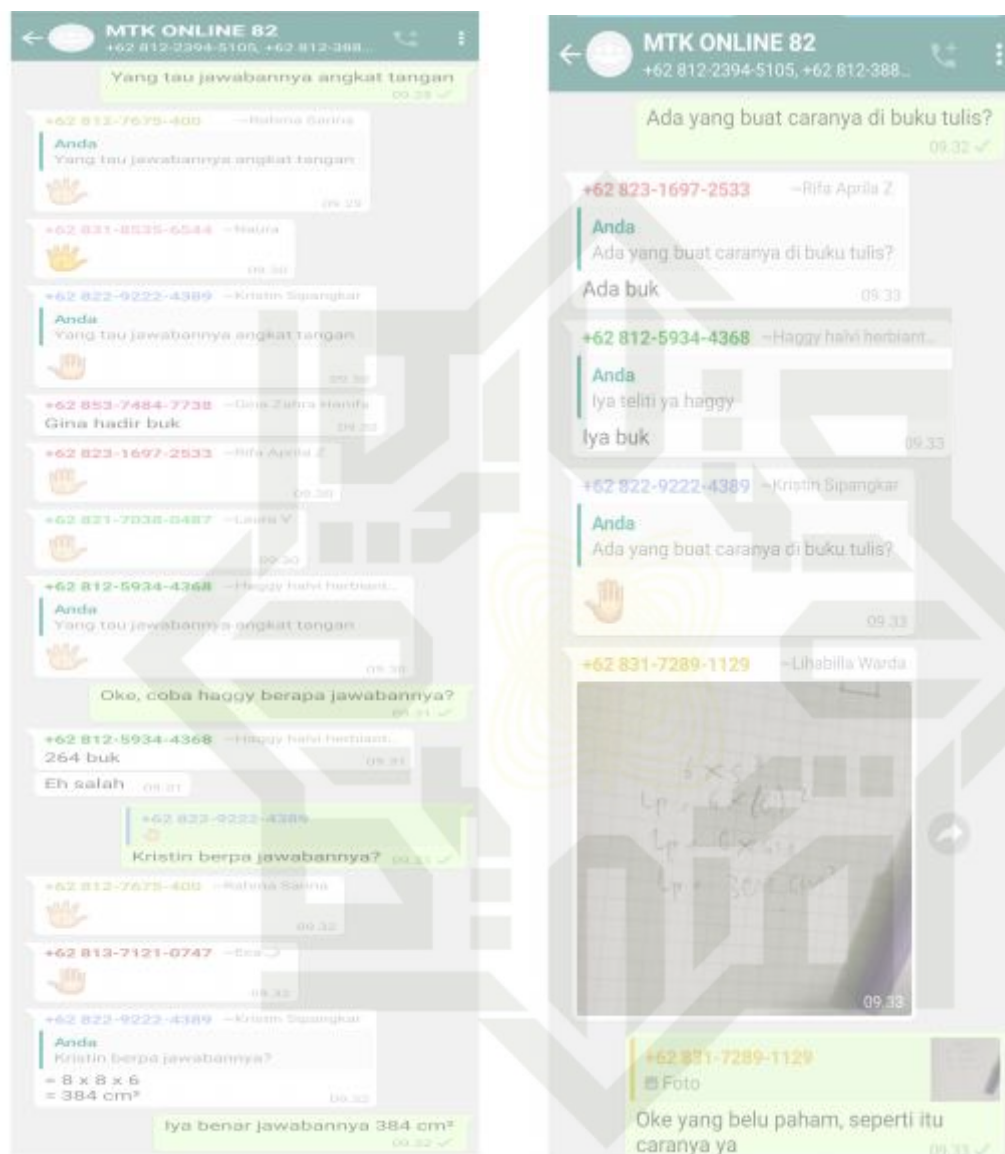 MTK ONLINE 82
+62 812-2394-5105, +62 812-388...
Yang tau jawabannya angkat tangan
09.29
+62 812-7675-400 ~Rahma Sarina
Anda
Yang tau jawabannya angkat tangan
09.29
+62 831-8535-6544 ~Naura
09.30
+62 822-9222-4389 ~Kristin Sipangkar
Anda
Yang tau jawabannya angkat tangan
09.30
+62 853-7484-7738 ~Gina Zahra Hanifa
Gina hadir buk
09.30
+62 823-1697-2533 ~Rifa Aprila Z
09.30
+62 821-7038-0487 ~Laura V
09.30
+62 812-5934-4368 ~Haggy halvi herbiant...
Anda
Yang tau jawabannya angkat tangan
09.30
Oke, coba haggy berapa jawabannya?
09.31
+62 812-5934-4368 ~Haggy halvi herbiant...
264 buk
09.31
Eh salah 09.31
+62 822-9222-4389
Kristin berpa jawabannya? 09.31
+62 812-7675-400
09.32
+62 813-7121-0747
+62 822-9222-4389 ~Kristin Sipangkar
Anda
Kristin berpa jawabannya?
= 8 x 8 x 6
= 384 cm²
09.32
Iya benar jawabannya 384 cm²
09.32
MTK ONLINE 82
+62 812-2394-5105, +62 812-388...
Ada yang buat caranya di buku tulis?
09.32
+62 823-1697-2533 ~Rifa Aprila Z
Anda
Ada yang buat caranya di buku tulis?
Ada buk
09.33
+62 812-5934-4368 ~Haggy halvi herbiant...
Anda
Iya teliti ya haggy
Iya buk
09.33
+62 822-9222-4389 ~Kristin Sipangkar
Anda
Ada yang buat caranya di buku tulis?
09.33
+62 831-7289-1129 ~Lihabilla Warda
09.33
+62 831-7289-1129
Foto
Oke yang belu paham, seperti itu
caranya ya
09.33